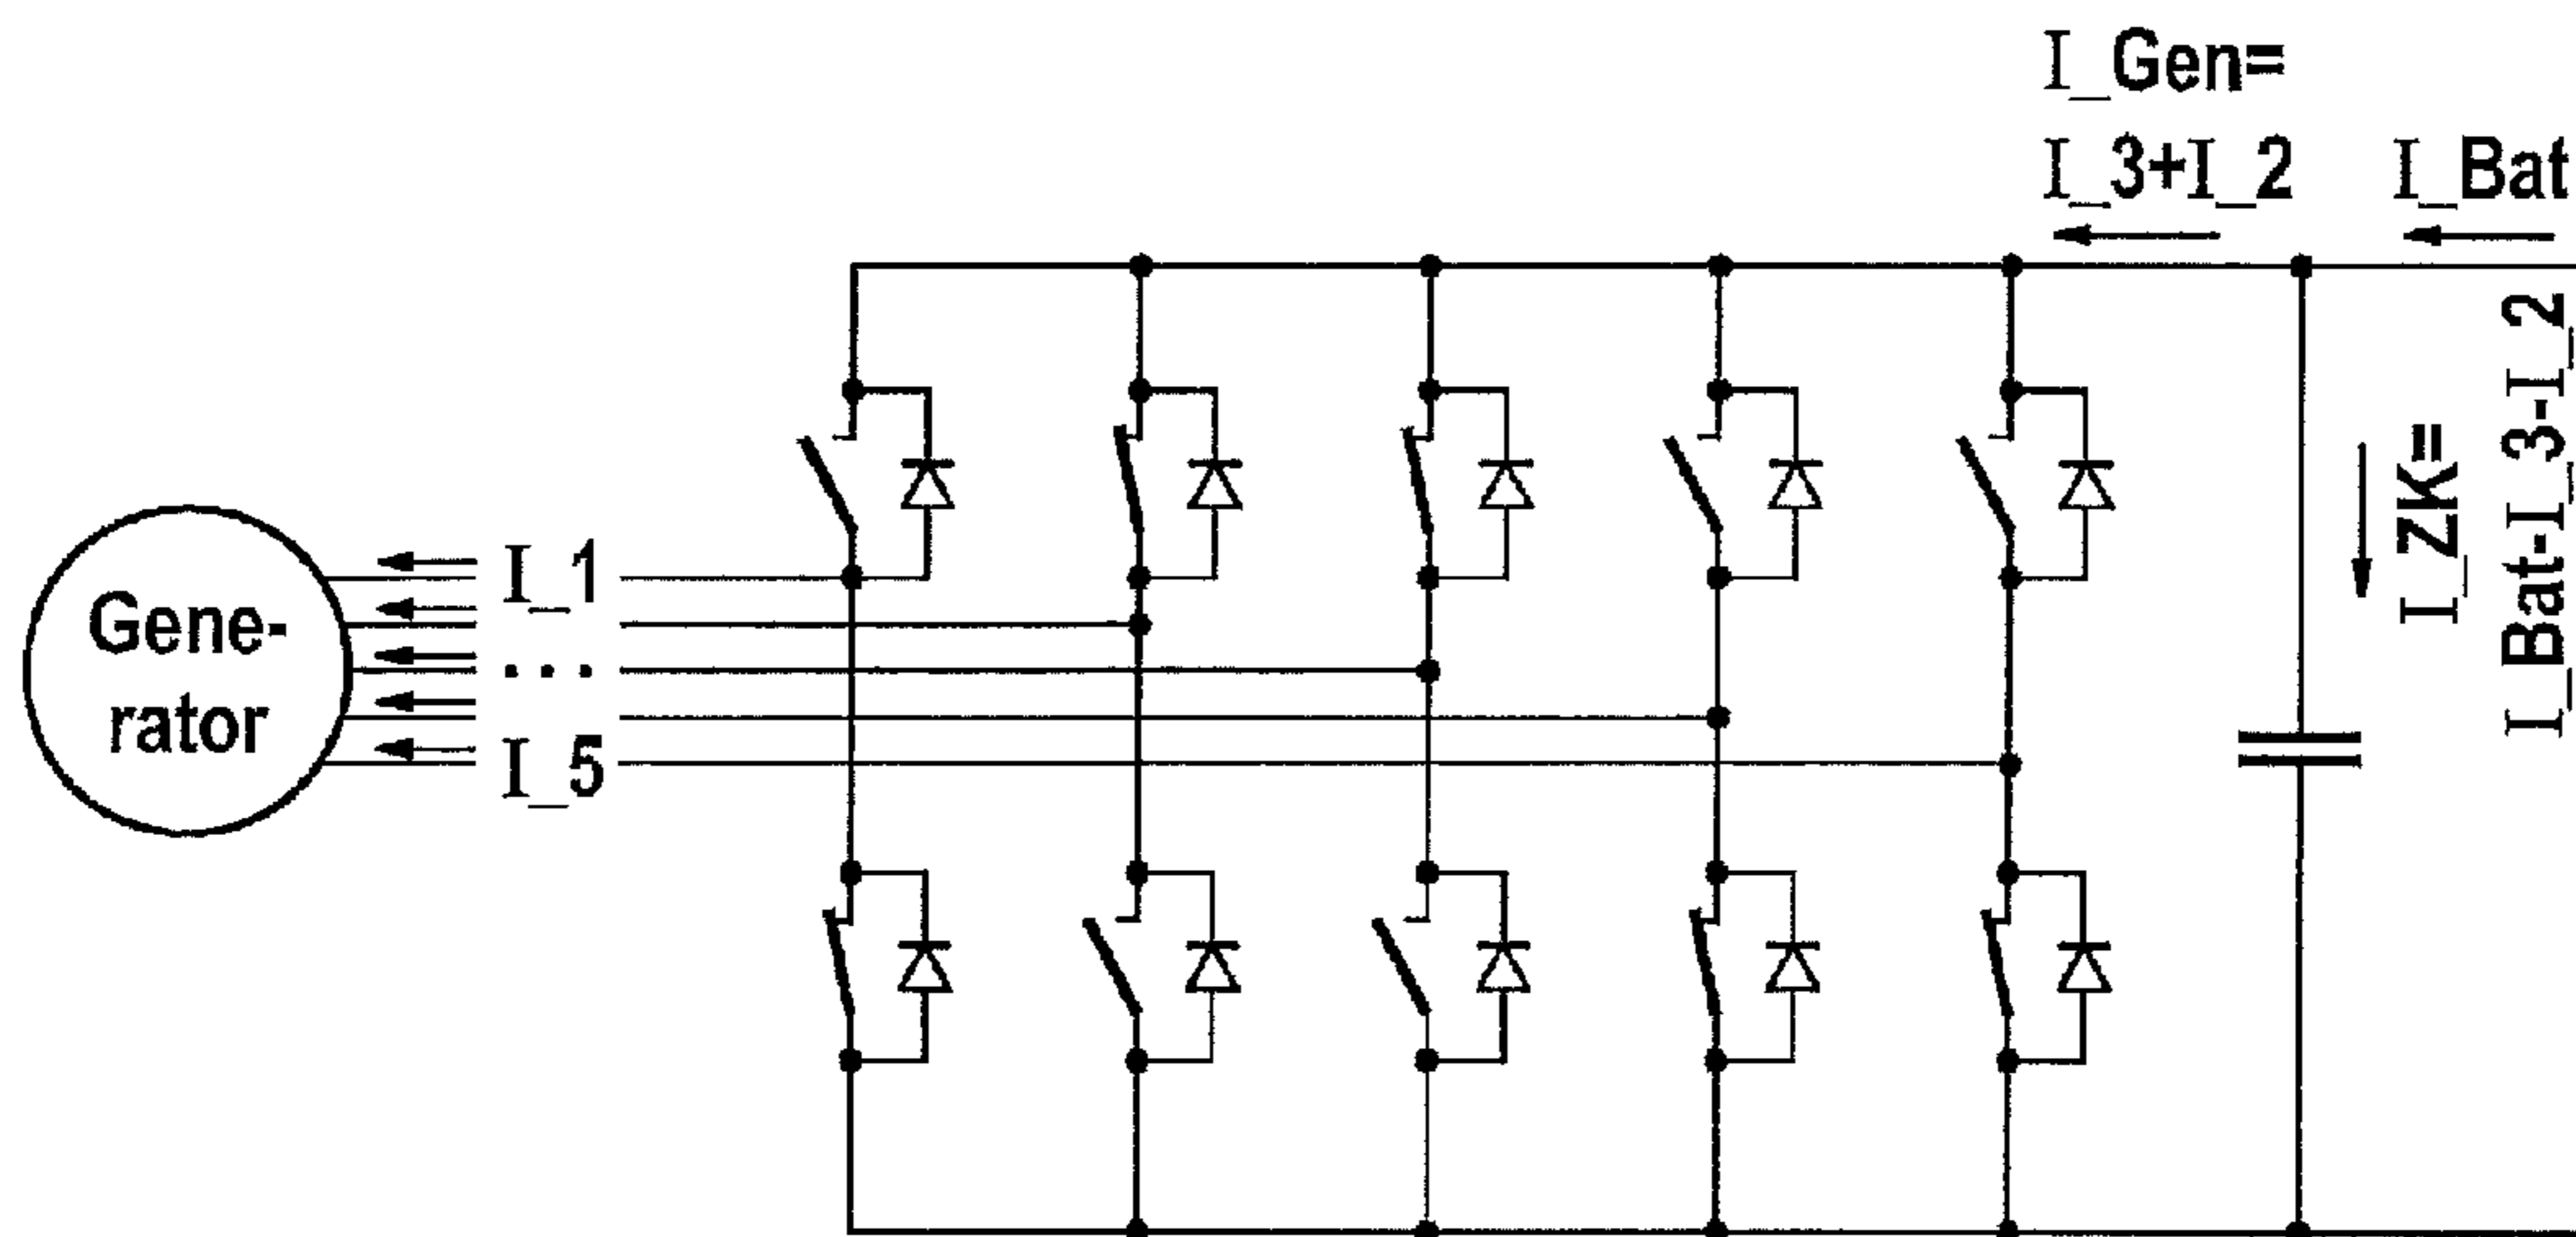 I_Gen=
I_3+I_2
I_Bat
I_ZK=
I_Bat-I_3-I_2
Gene-
rator
I_1
...
I_5